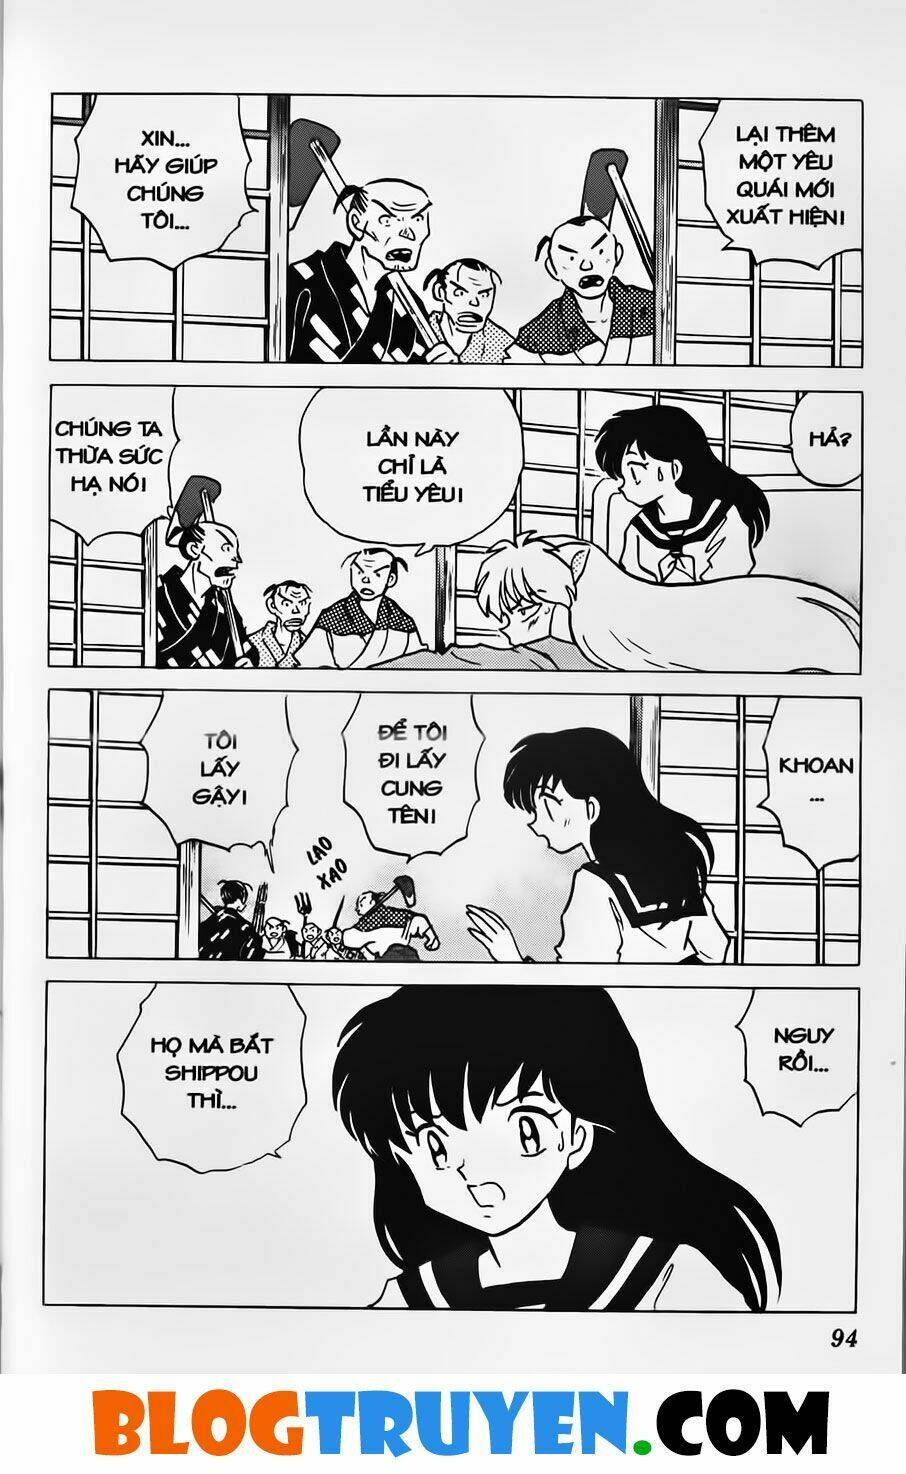 LẠI THÊM
MỘT YÊU
QUÁI MỚI
XUẤT HIỆN!
XIN...
HÃY GIÚP
CHÚNG
TÔI...
HẢ?
LẦN NÀY
CHỈ LÀ
TIỂU YÊU!
CHÚNG TA
THỪA SỨC
HẠ NÓ!
KHOAN
...
ĐỂ TÔI
ĐI LẤY
CUNG
TÊN!
LAO
XAO
TÔI
LẤY
GẬY!
NGUY
RỒI...
HỌ MÀ BẮT
SHIPPOU
THÌ...
94
BLOGTRUYEN.COM